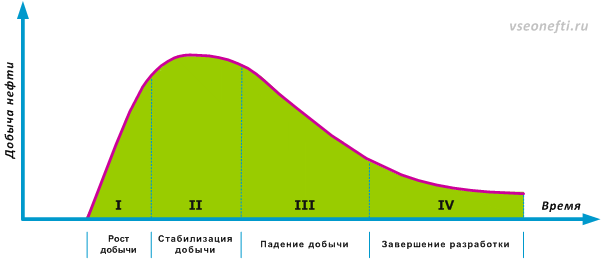 vseonefti.ru
Добыча нефти
I II III IV
Время
Рост
добычи
Стабилизация
добычи
Падение добычи
Завершение разработки